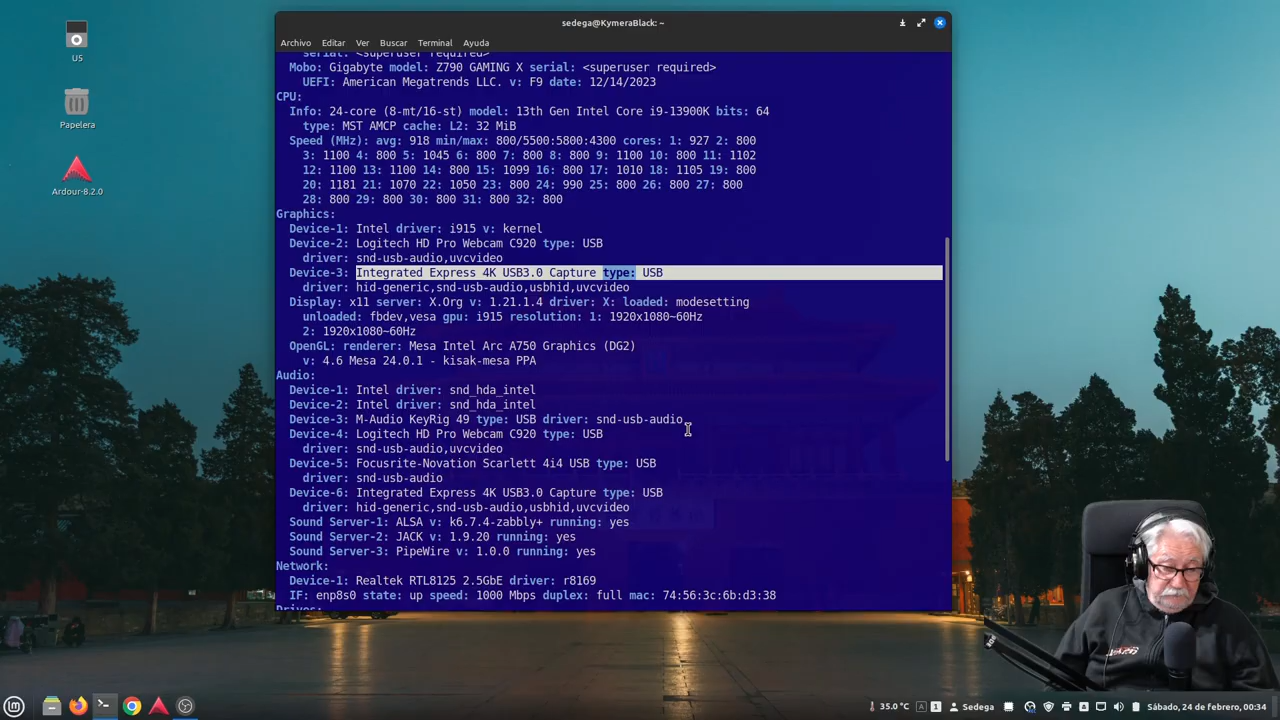 sedega@KymeraBlack: ~
Archivo Editar Ver Buscar Terminal Ayuda
serial: <superuser required>
Mobo: Gigabyte model: Z790 GAMING X serial: <superuser required>
UEFI: American Megatrends LLC. v: F9 date: 12/14/2023
CPU:
Info: 24-core (8-mt/16-st) model: 13th Gen Intel Core i9-13900K bits: 64
type: MST AMCP cache: L2: 32 MiB
Speed (MHz): avg: 918 min/max: 800/5500:5800:4300 cores: 1: 927 2: 800
3: 1100 4: 800 5: 1045 6: 800 7: 800 8: 800 9: 1100 10: 800 11: 1102
12: 1100 13: 1100 14: 800 15: 1099 16: 800 17: 1010 18: 1105 19: 800
20: 1181 21: 1070 22: 1050 23: 800 24: 990 25: 800 26: 800 27: 800
28: 800 29: 800 30: 800 31: 800 32: 800
Graphics:
Device-1: Intel driver: i915 v: kernel
Device-2: Logitech HD Pro Webcam C920 type: USB
driver: snd-usb-audio,uvcvideo
Device-3: Integrated Express 4K USB3.0 Capture type: USB
driver: hid-generic,snd-usb-audio,usbhid,uvcvideo
Display: x11 server: X.Org v: 1.21.1.4 driver: X: loaded: modesetting
unloaded: fbdev,vesa gpu: i915 resolution: 1: 1920x1080~60Hz
2: 1920x1080~60Hz
OpenGL: renderer: Mesa Intel Arc A750 Graphics (DG2)
v: 4.6 Mesa 24.0.1 - kisak-mesa PPA
Audio:
Device-1: Intel driver: snd_hda_intel
Device-2: Intel driver: snd_hda_intel
Device-3: M-Audio KeyRig 49 type: USB driver: snd-usb-audio
Device-4: Logitech HD Pro Webcam C920 type: USB
driver: snd-usb-audio,uvcvideo
Device-5: Focusrite-Novation Scarlett 4i4 USB type: USB
driver: snd-usb-audio
Device-6: Integrated Express 4K USB3.0 Capture type: USB
driver: hid-generic,snd-usb-audio,usbhid,uvcvideo
Sound Server-1: ALSA v: k6.7.4-zabbly+ running: yes
Sound Server-2: JACK v: 1.9.20 running: yes
Sound Server-3: PipeWire v: 1.0.0 running: yes
Network:
Device-1: Realtek RTL8125 2.5GbE driver: r8169
IF: enp8s0 state: up speed: 1000 Mbps duplex: full mac: 74:56:3c:6b:d3:38
Drives:
U5
Papelera
Ardour-8.2.0
35.0 °C A 1 Sedega A Sábado, 24 de febrero, 00:34